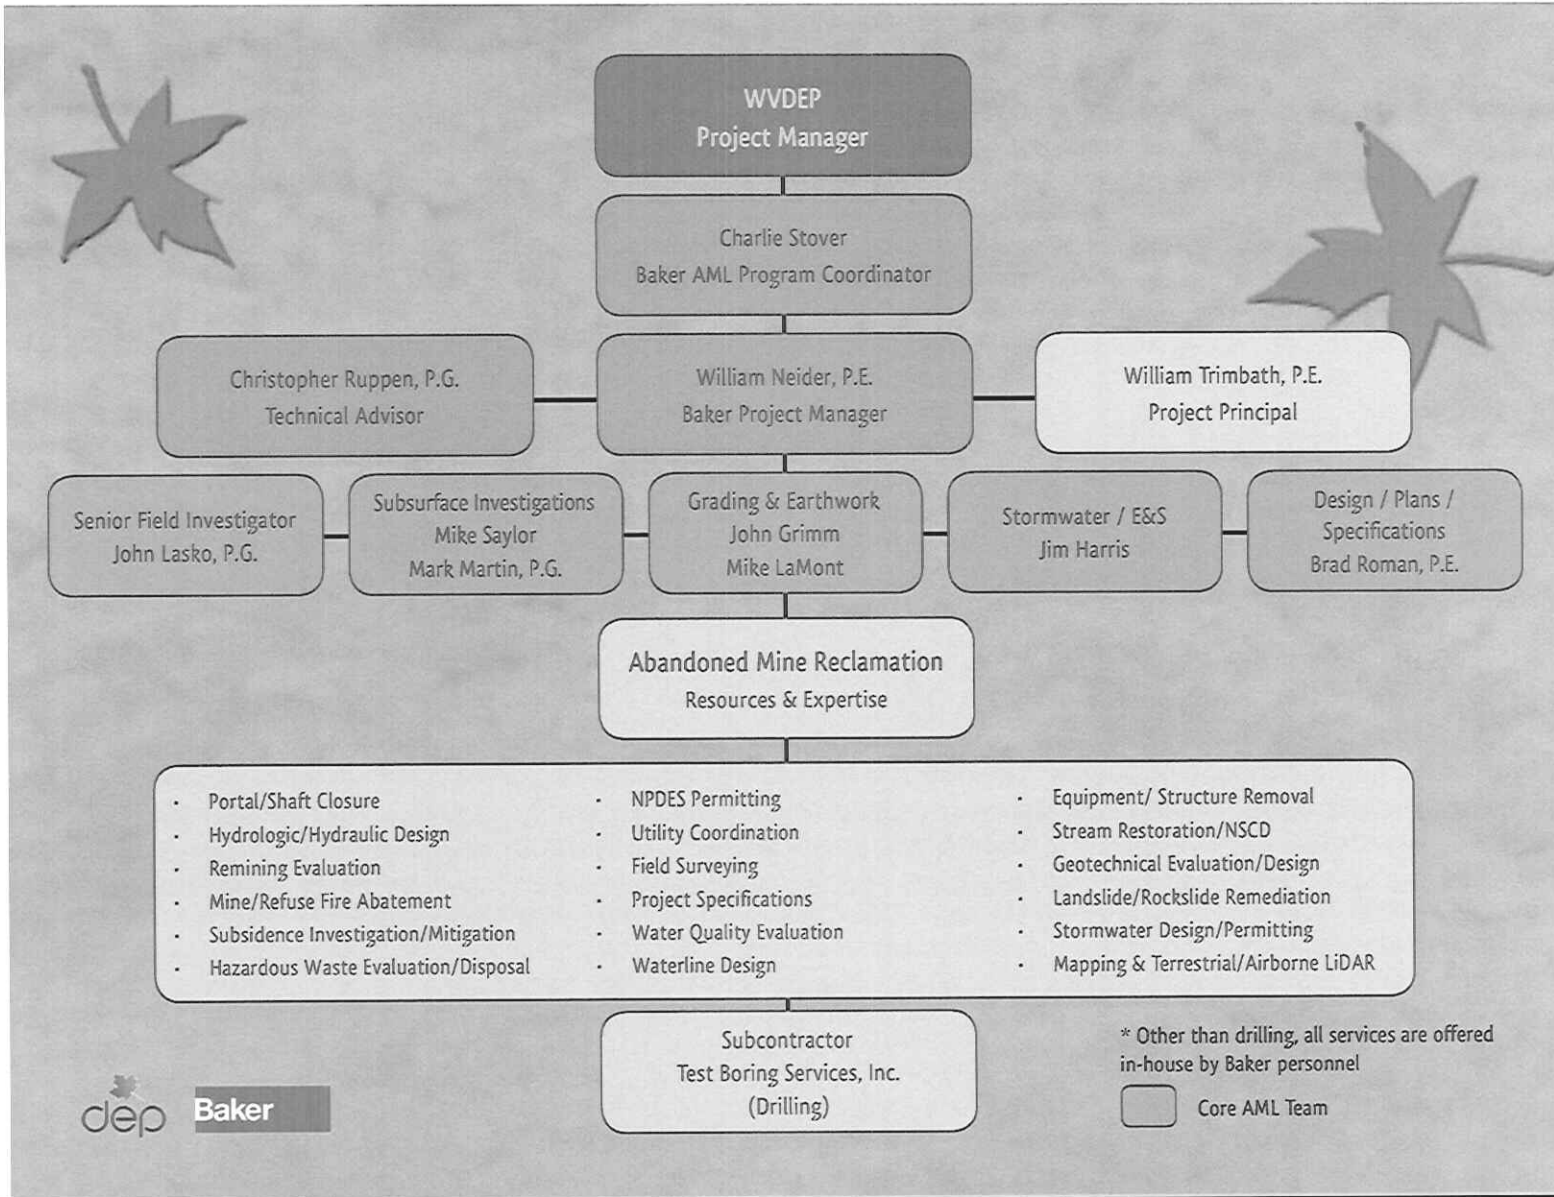 WVDEP
Project Manager
Charlie Stover
Baker AML Program Coordinator
Christopher Ruppen, P.G.
Technical Advisor
William Neider, P.E.
Baker Project Manager
William Trimbath, P.E.
Project Principal
Senior Field Investigator
John Lasko, P.G.
Subsurface Investigations
Mike Saylor
Mark Martin, P.G.
Grading & Earthwork
John Grimm
Mike LaMont
Stormwater / E&S
Jim Harris
Design / Plans /
Specifications
Brad Roman, P.E.
Abandoned Mine Reclamation
Resources & Expertise
· Portal/Shaft Closure
· Hydrologic/Hydraulic Design
· Remining Evaluation
· Mine/Refuse Fire Abatement
· Subsidence Investigation/Mitigation
· Hazardous Waste Evaluation/Disposal
· NPDES Permitting
· Utility Coordination
· Field Surveying
· Project Specifications
· Water Quality Evaluation
· Waterline Design
· Equipment/ Structure Removal
· Stream Restoration/NSCD
· Geotechnical Evaluation/Design
· Landslide/Rockslide Remediation
· Stormwater Design/Permitting
· Mapping & Terrestrial/Airborne LiDAR
Subcontractor
Test Boring Services, Inc.
(Drilling)
* Other than drilling, all services are offered
in-house by Baker personnel
Core AML Team
dep
Baker